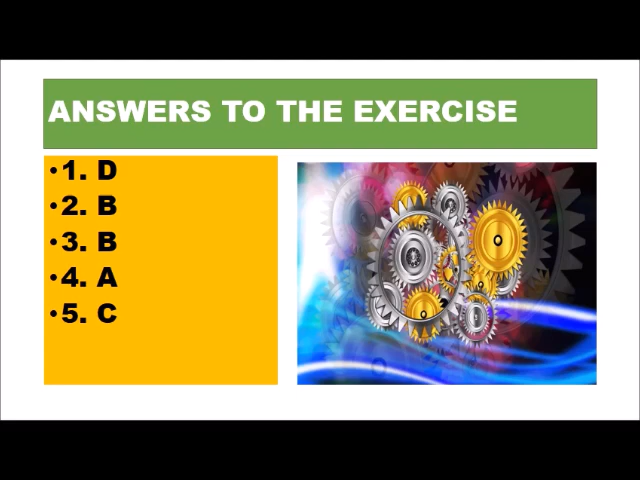 ANSWERS TO THE EXERCISE
•1. D
•2. B
•3. B
•4. A
•5. C